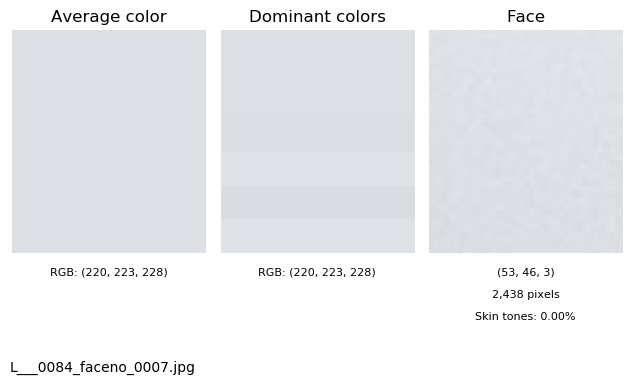 Average color
Dominant colors
Face
RGB: (220, 223, 228)
RGB: (220, 223, 228)
(53, 46, 3)
2,438 pixels
Skin tones: 0.00%
L___0084_faceno_0007.jpg